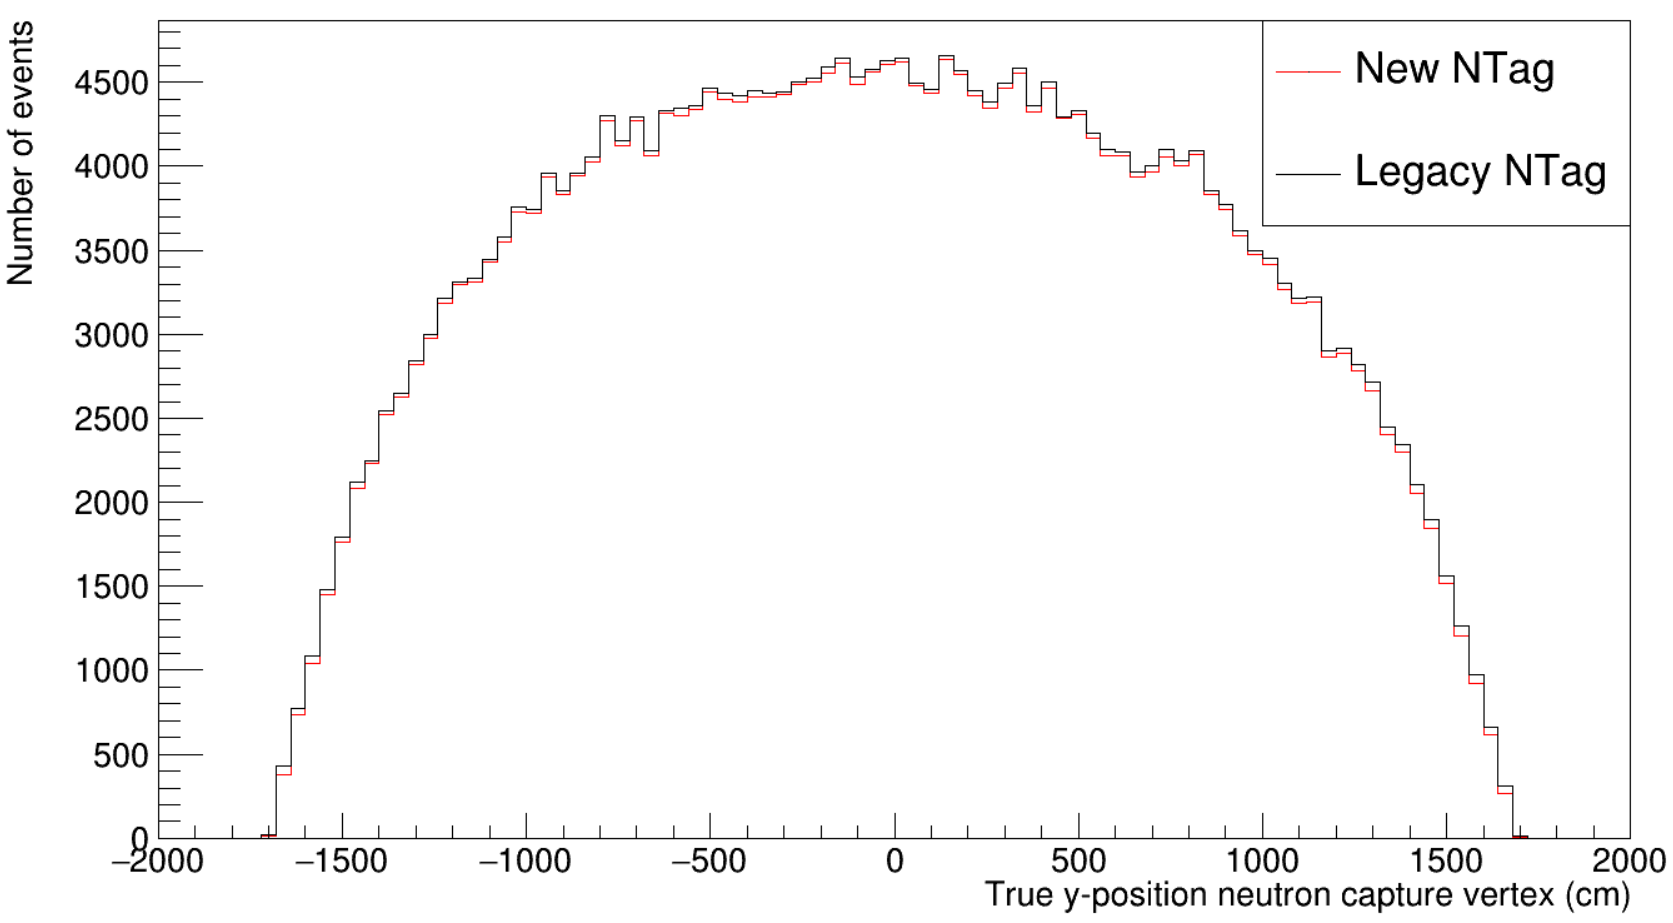 Number of events
4500
4000
3500
3000
2500
2000
1500
1000
500
0
−2000 −1500 −1000 −500 0 500 1000 1500 2000
True y-position neutron capture vertex (cm)
New NTag
Legacy NTag